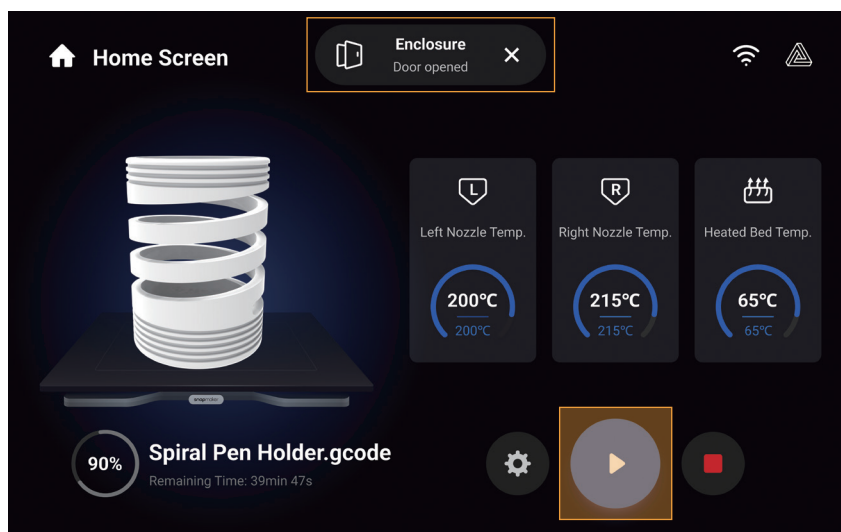 Home Screen
Enclosure
Door opened
L
R
Left Nozzle Temp.
Right Nozzle Temp.
Heated Bed Temp.
200°C
200°C
215°C
215°C
65°C
65°C
snapmaker
90%
Spiral Pen Holder.gcode
Remaining Time: 39min 47s